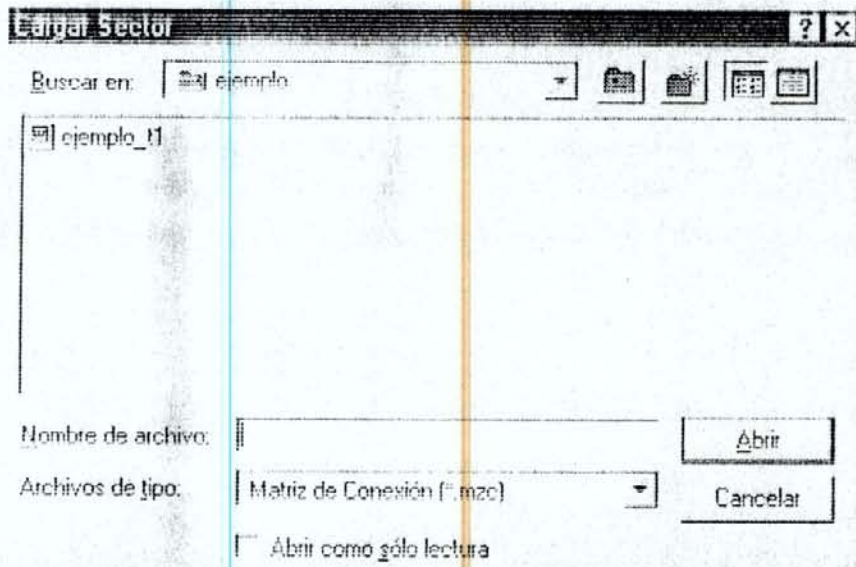 Cargar Sector
Buscar en: ejemplo
ejemplo_t1
Nombre de archivo:
Abrir
Archivos de tipo: Matriz de Conexión (*.mzc)
Cancelar
Abrir como sólo lectura